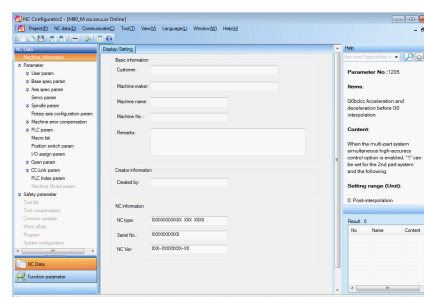 NC Configurator2 - [M80_M xx.xx.x.xx Online]
Project(P) NC data(D) Communicate(C) Tool(T) View(V) Language(L) Window(W) Help(H)
NC Data
Machine_information
Parameter
User param
Base spec param
Axis spec param
Servo param
Spindle param
Rotary axis configuration param
Machine error compensation
PLC param
Macro list
Position switch param
I/O assign param
Open param
CC-Link param
PLC Index param
Machine Model param
Safety parameter
Tool life
Tool compensation
Common variable
Work offset
Program
System configuration
NC Data
Function parameter
Display/Setting
Basic information
Customer:
Machine maker:
Machine name:
Machine No.:
Remarks:
Creator information
Created by:
NC information
NC type: XXXXXXXXXXX XXX XXXX
Serial No.: XXXXXXXXXX
NC Ver: XXX-XXXXXXXX-XX
Help
Parameter No.:1205
Items:
G0bdcc Acceleration and deceleration before G0 interpolation
Content:
When the multi-part system simultaneous high-accuracy control option is enabled, "1" can be set for the 2nd part system and the following.
Setting range (Unit):
0: Post-interpolation
Result 0
No. Name Content